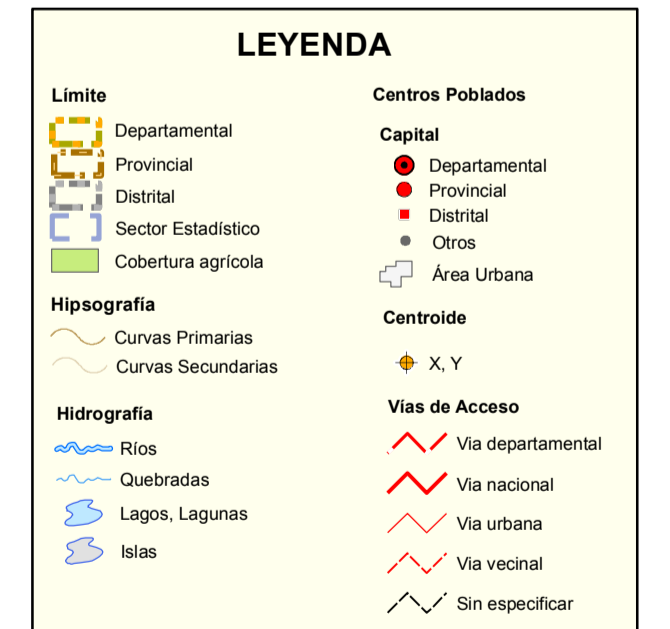 LEYENDA
Límite
Departamental
Provincial
Distrital
Sector Estadístico
Cobertura agrícola
Hipsografía
Curvas Primarias
Curvas Secundarias
Hidrografía
Ríos
Quebradas
Lagos, Lagunas
Islas
Centros Poblados
Capital
Departamental
Provincial
Distrital
Otros
Área Urbana
Centroide
X, Y
Vías de Acceso
Via departamental
Via nacional
Via urbana
Via vecinal
Sin especificar